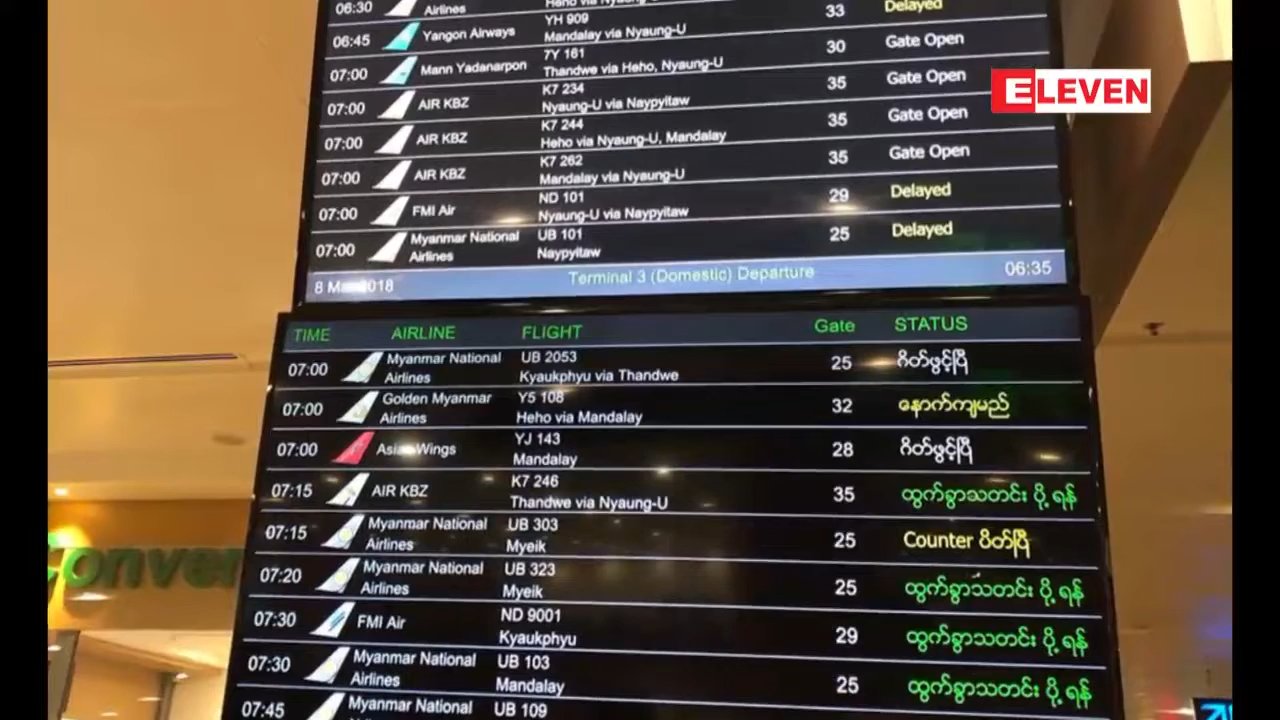 06:30 Airlines 33 Delayed
06:45 Yangon Airways YH 909 Mandalay via Nyaung-U 30 Gate Open
07:00 Mann Yadanarpon 7Y 161 Thandwe via Heho, Nyaung-U 35 Gate Open
07:00 AIR KBZ K7 234 Nyaung-U via Naypyitaw 35 Gate Open
07:00 AIR KBZ K7 244 Heho via Nyaung-U, Mandalay 35 Gate Open
07:00 AIR KBZ K7 262 Mandalay via Nyaung-U
07:00 FMI Air ND 101 Nyaung-U via Naypyitaw 29 Delayed
07:00 Myanmar National Airlines UB 101 Naypyitaw 25 Delayed
8 2018 Terminal 3 (Domestic) Departure 06:35
ELEVEN
TIME AIRLINE FLIGHT Gate STATUS
07:00 Myanmar National Airlines UB 2053 Kyaukphyu via Thandwe 25 ဂိတ်ဖွင့်ပြီ
07:00 Golden Myanmar Airlines Y5 108 Heho via Mandalay 32 နောက်ကျမည်
07:00 Asian Wings YJ 143 Mandalay 28 ဂိတ်ဖွင့်ပြီ
07:15 AIR KBZ K7 246 Thandwe via Nyaung-U 35 ထွက်ခွာသတင်း ပို့ ရန်
07:15 Myanmar National Airlines UB 303 Myeik 25 Counter ပိတ်ပြီ
07:20 Myanmar National Airlines UB 323 Myeik 25 ထွက်ခွာသတင်း ပို့ ရန်
07:30 FMI Air ND 9001 Kyaukphyu 29 ထွက်ခွာသတင်း ပို့ ရန်
07:30 Myanmar National Airlines UB 103 Mandalay 25 ထွက်ခွာသတင်း ပို့ ရန်
07:45 Myanmar National UB 109